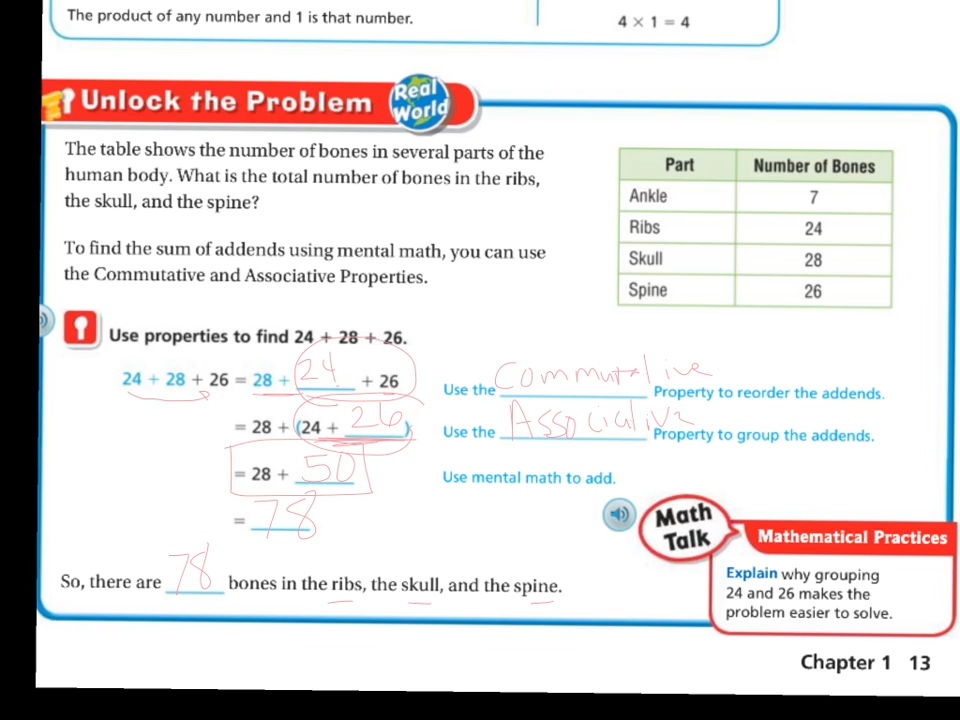 The product of any number and 1 is that number.
4 × 1 = 4
Unlock the Problem
Real World
The table shows the number of bones in several parts of the
human body. What is the total number of bones in the ribs,
the skull, and the spine?
To find the sum of addends using mental math, you can use
the Commutative and Associative Properties.
Part Number of Bones
Ankle 7
Ribs 24
Skull 28
Spine 26
Use properties to find 24 + 28 + 26.
24 + 28 + 26 = 28 + 24 + 26 Use the Commutative Property to reorder the addends.
= 28 + (24 + 26) Use the Associative Property to group the addends.
= 28 + 50 Use mental math to add.
= 78
So, there are 78 bones in the ribs, the skull, and the spine.
Math
Talk
Mathematical Practices
Explain why grouping
24 and 26 makes the
problem easier to solve.
Chapter 1 13